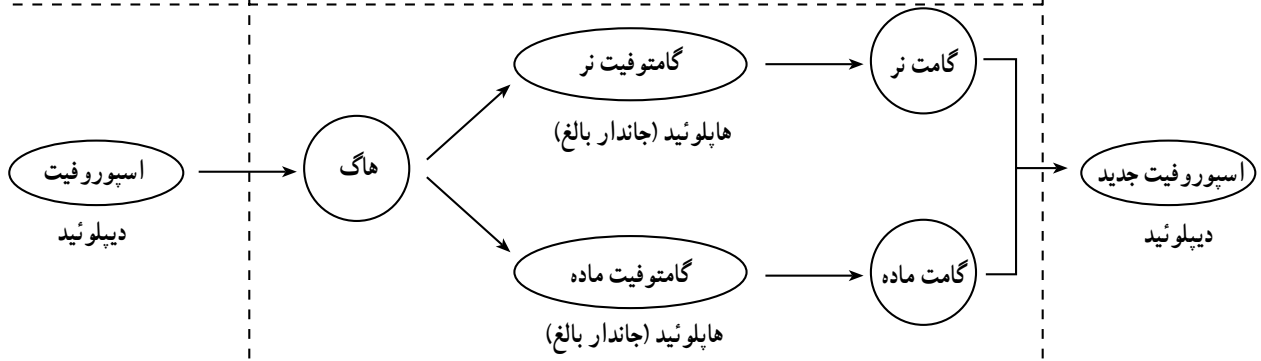 اسپوروفیت
دیپلوئید
هاگ
گامتوفیت نر
هاپلوئید (جاندار بالغ)
گامتوفیت ماده
هاپلوئید (جاندار بالغ)
گامت نر
گامت ماده
اسپوروفیت جدید
دیپلوئید